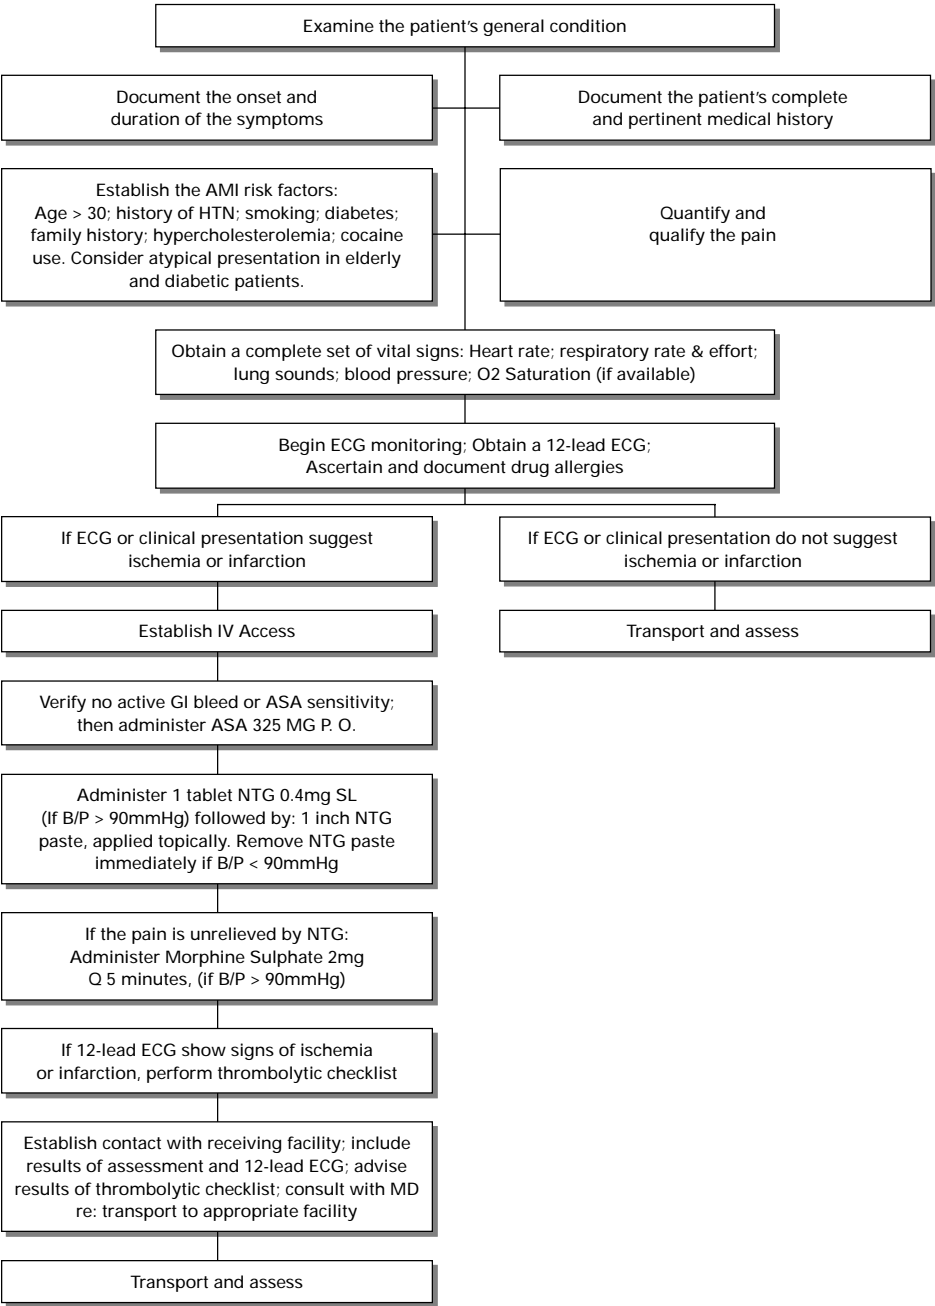 Examine the patient's general condition
Document the onset and
duration of the symptoms
Document the patient's complete
and pertinent medical history
Establish the AMI risk factors:
Age > 30; history of HTN; smoking; diabetes;
family history; hypercholesterolemia; cocaine
use. Consider atypical presentation in elderly
and diabetic patients.
Quantify and
qualify the pain
Obtain a complete set of vital signs: Heart rate; respiratory rate & effort;
lung sounds; blood pressure; O2 Saturation (if available)
Begin ECG monitoring; Obtain a 12-lead ECG;
Ascertain and document drug allergies
If ECG or clinical presentation suggest
ischemia or infarction
If ECG or clinical presentation do not suggest
ischemia or infarction
Establish IV Access
Transport and assess
Verify no active GI bleed or ASA sensitivity;
then administer ASA 325 MG P. O.
Administer 1 tablet NTG 0.4mg SL
(If B/P > 90mmHg) followed by: 1 inch NTG
paste, applied topically. Remove NTG paste
immediately if B/P < 90mmHg
If the pain is unrelieved by NTG:
Administer Morphine Sulphate 2mg
Q 5 minutes, (if B/P > 90mmHg)
If 12-lead ECG show signs of ischemia
or infarction, perform thrombolytic checklist
Establish contact with receiving facility; include
results of assessment and 12-lead ECG; advise
results of thrombolytic checklist; consult with MD
re: transport to appropriate facility
Transport and assess